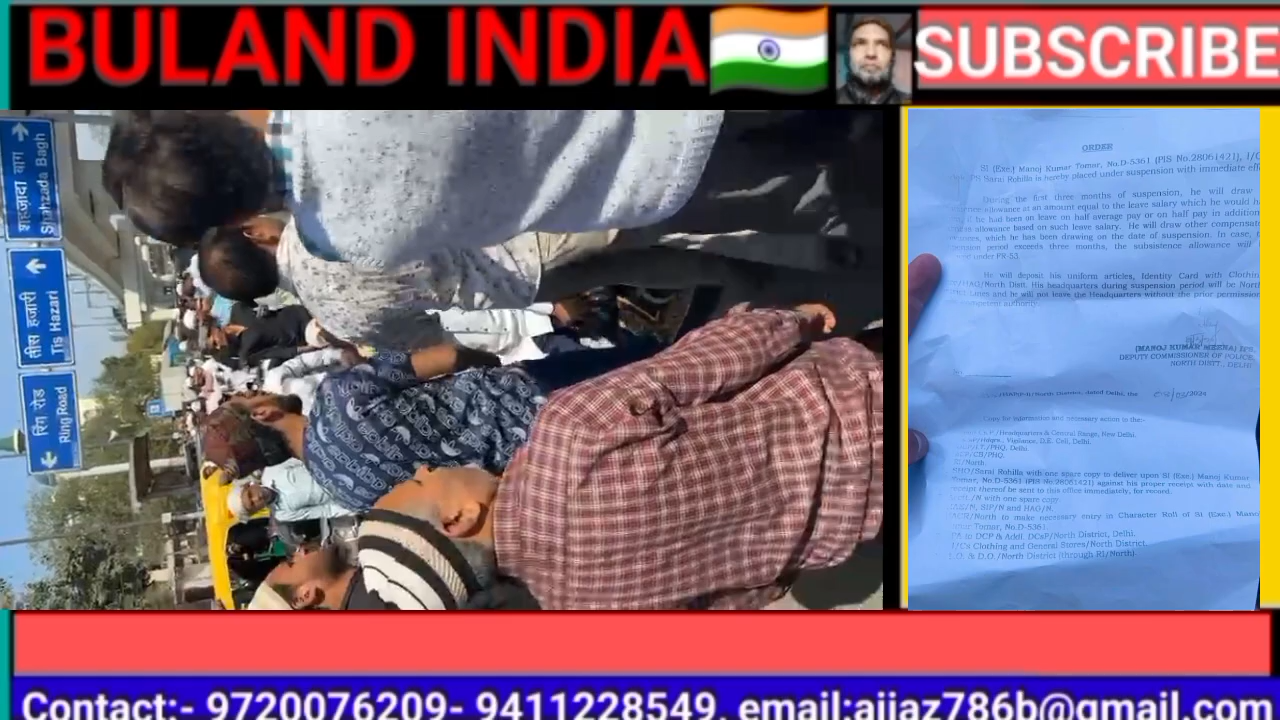 BULAND INDIA
SUBSCRIBE
शहज़ादा बाग
Shahzada Bagh
तीस हज़ारी
Tis Hazari
रिंग रोड
Ring Road
ORDER
SI (Exe.) Manoj Kumar Tomar, No.D-5361 (PIS No.28061421), I/C
PS Sarai Rohilla is hereby placed under suspension with immediate eff
During the first three months of suspension, he will draw
allowance at an amount equal to the leave salary which he would h
if he had been on leave on half average pay or on half pay in addition
allowance based on such leave salary. He will draw other compensat
which he has been drawing on the date of suspension. In case, t
period exceeds three months, the subsistence allowance will
under FR-53
He will deposit his uniform articles, Identity Card with Clothin
/HAG/North Distt. His headquarters during suspension period will be North
Lines and he will not leave the Headquarters without the prior permission
authority.
(MANOJ KUMAR MEENA) IPS,
DEPUTY COMMISSIONER OF POLICE,
NORTH DISTT., DELHI
/North District, dated Delhi, the /2024
Copy for information and necessary action to the:-
/Headquarters & Central Range, New Delhi.
/Hdqrs., Vigilance, D.E. Cell, Delhi.
/PHQ, Delhi
/CB/PHQ.
/North.
SHO/Sarai Rohilla with one spare copy to deliver upon SI (Exe.) Manoj Kumar
Tomar, No.D-5361 (PIS No.28061421) against his proper receipt with date and
receipt thereof be sent to this office immediately, for record.
/N with one spare copy
/N, SIP/N and HAG/N.
/North to make necessary entry in Character Roll of SI (Exe.) Mano
Tomar, No.D-5361.
PA to DCP & Addl. DCsP/North District, Delhi.
I/Cs Clothing and General Stores/North District,
& D.O. /North District (through RI/North)
Contact:- 9720076209- 9411228549, email:aijaz786b@gmail.com